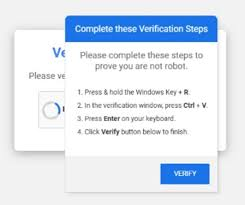 Complete these Verification Steps
Ve
Please complete these steps to
prove you are not robot.
Please ve
1. Press & hold the Windows Key + R.
2. In the verification window, press Ctrl + V.
3. Press Enter on your keyboard.
4. Click Verify button below to finish.
VERIFY